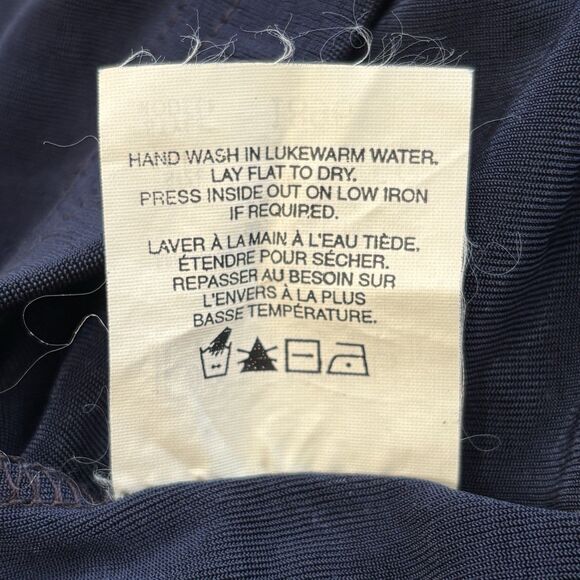 HAND WASH IN LUKEWARM WATER.
LAY FLAT TO DRY.
PRESS INSIDE OUT ON LOW IRON
IF REQUIRED.
LAVER À LA MAIN À L'EAU TIÈDE.
ÉTENDRE POUR SÉCHER.
REPASSER AU BESOIN SUR
L'ENVERS À LA PLUS
BASSE TEMPÉRATURE.